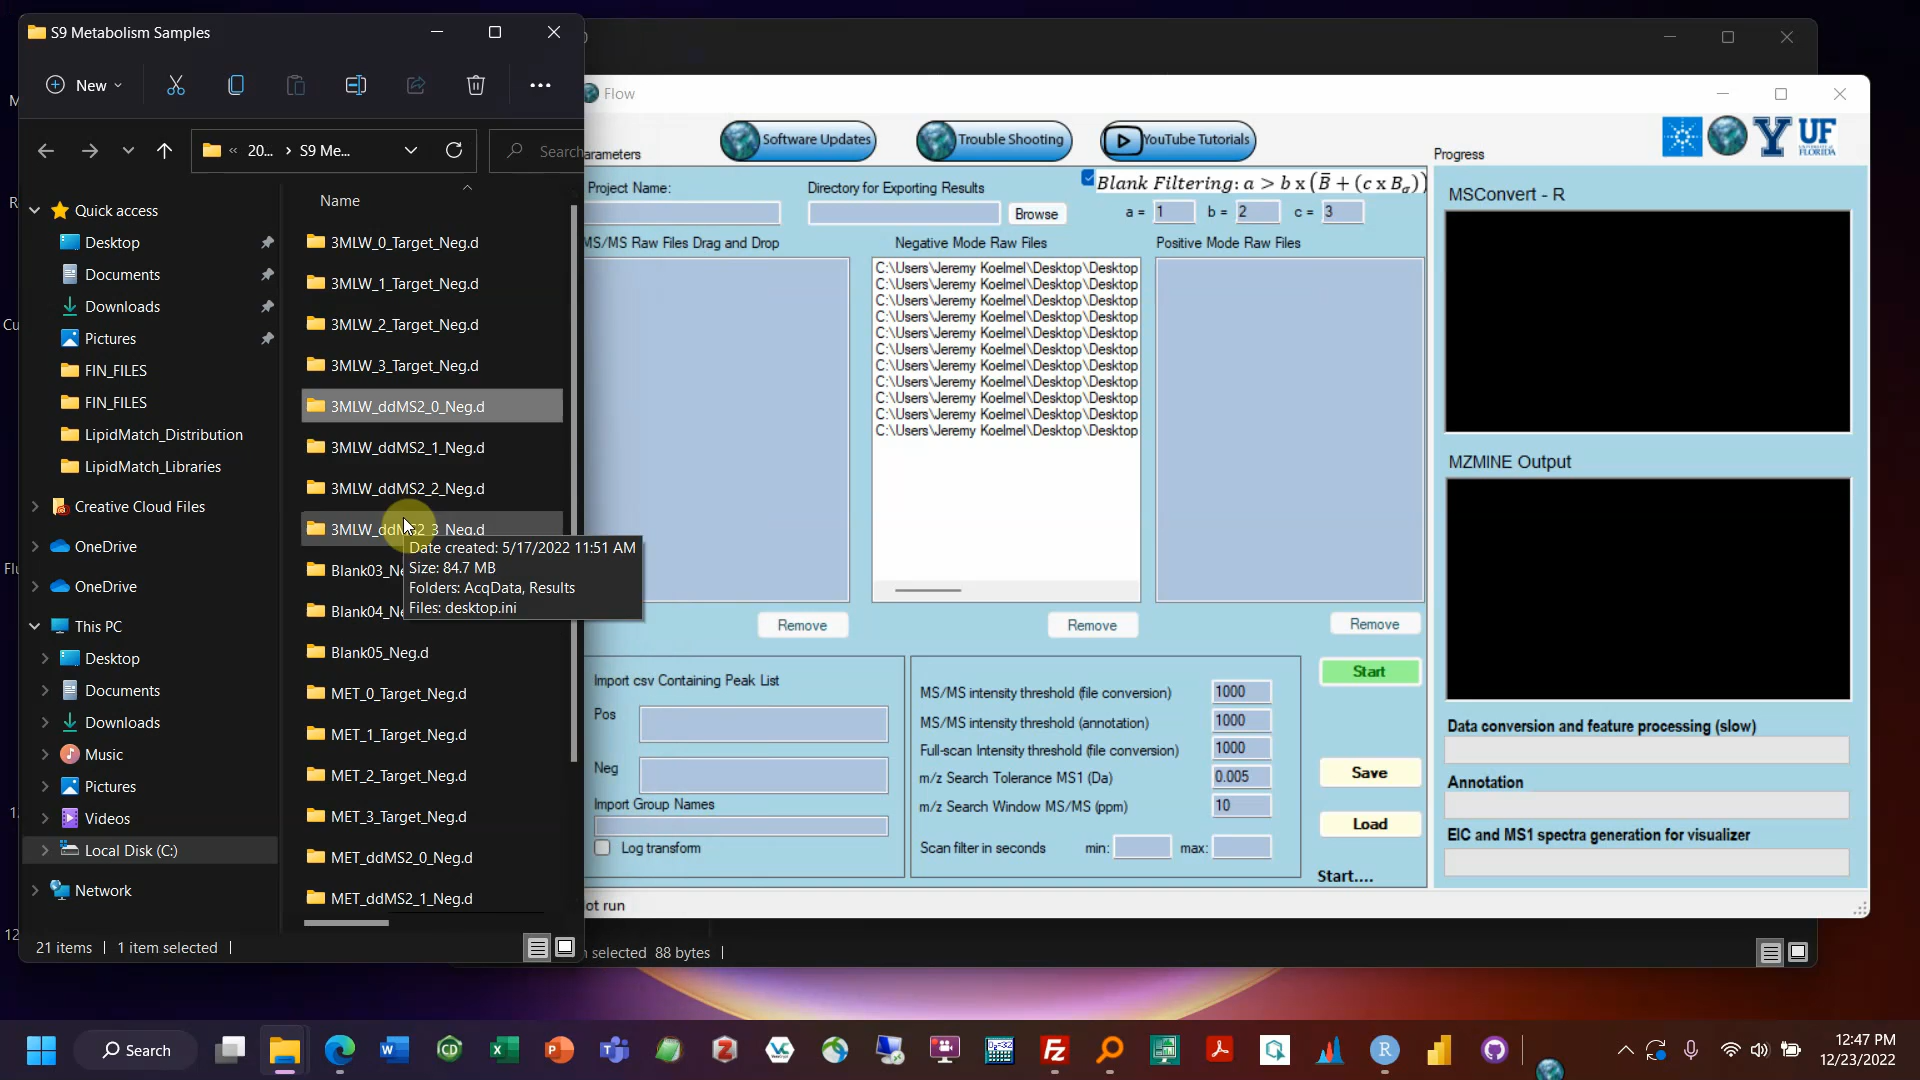 S9 Metabolism Samples
New
20...
S9 Me...
Search
Name
Quick access
Desktop
Documents
Downloads
Pictures
FIN_FILES
FIN_FILES
LipidMatch_Distribution
LipidMatch_Libraries
Creative Cloud Files
OneDrive
OneDrive
This PC
Desktop
Documents
Downloads
Music
Pictures
Videos
Local Disk (C:)
Network
3MLW_0_Target_Neg.d
3MLW_1_Target_Neg.d
3MLW_2_Target_Neg.d
3MLW_3_Target_Neg.d
3MLW_ddMS2_0_Neg.d
3MLW_ddMS2_1_Neg.d
3MLW_ddMS2_2_Neg.d
3MLW_ddMS2_3_Neg.d
Date created: 5/17/2022 11:51 AM
Size: 84.7 MB
Folders: AcqData, Results
Files: desktop.ini
Blank03_Ne
Blank04_Ne
Blank05_Neg.d
MET_0_Target_Neg.d
MET_1_Target_Neg.d
MET_2_Target_Neg.d
MET_3_Target_Neg.d
MET_ddMS2_0_Neg.d
MET_ddMS2_1_Neg.d
21 items
1 item selected
Flow
Software Updates
Trouble Shooting
YouTube Tutorials
arameters
Project Name:
Directory for Exporting Results
Browse
Blank Filtering: a > b x (B̄ + (c x Bσ))
a = 1 b = 2 c = 3
MS/MS Raw Files Drag and Drop
Negative Mode Raw Files
Positive Mode Raw Files
C:\Users\Jeremy Koelmel\Desktop\Desktop
C:\Users\Jeremy Koelmel\Desktop\Desktop
C:\Users\Jeremy Koelmel\Desktop\Desktop
C:\Users\Jeremy Koelmel\Desktop\Desktop
C:\Users\Jeremy Koelmel\Desktop\Desktop
C:\Users\Jeremy Koelmel\Desktop\Desktop
C:\Users\Jeremy Koelmel\Desktop\Desktop
C:\Users\Jeremy Koelmel\Desktop\Desktop
C:\Users\Jeremy Koelmel\Desktop\Desktop
C:\Users\Jeremy Koelmel\Desktop\Desktop
C:\Users\Jeremy Koelmel\Desktop\Desktop
Remove
Remove
Remove
Import csv Containing Peak List
Pos
Neg
Import Group Names
Log transform
MS/MS intensity threshold (file conversion) 1000
MS/MS intensity threshold (annotation) 1000
Full-scan Intensity threshold (file conversion) 1000
m/z Search Tolerance MS1 (Da) 0.005
m/z Search Window MS/MS (ppm) 10
Scan filter in seconds min: max:
Start
Save
Load
Start....
ot run
selected 88 bytes
Y
UF
UNIVERSITY of
FLORIDA
Progress
MSConvert - R
MZMINE Output
Data conversion and feature processing (slow)
Annotation
EIC and MS1 spectra generation for visualizer
Search
12:47 PM
12/23/2022